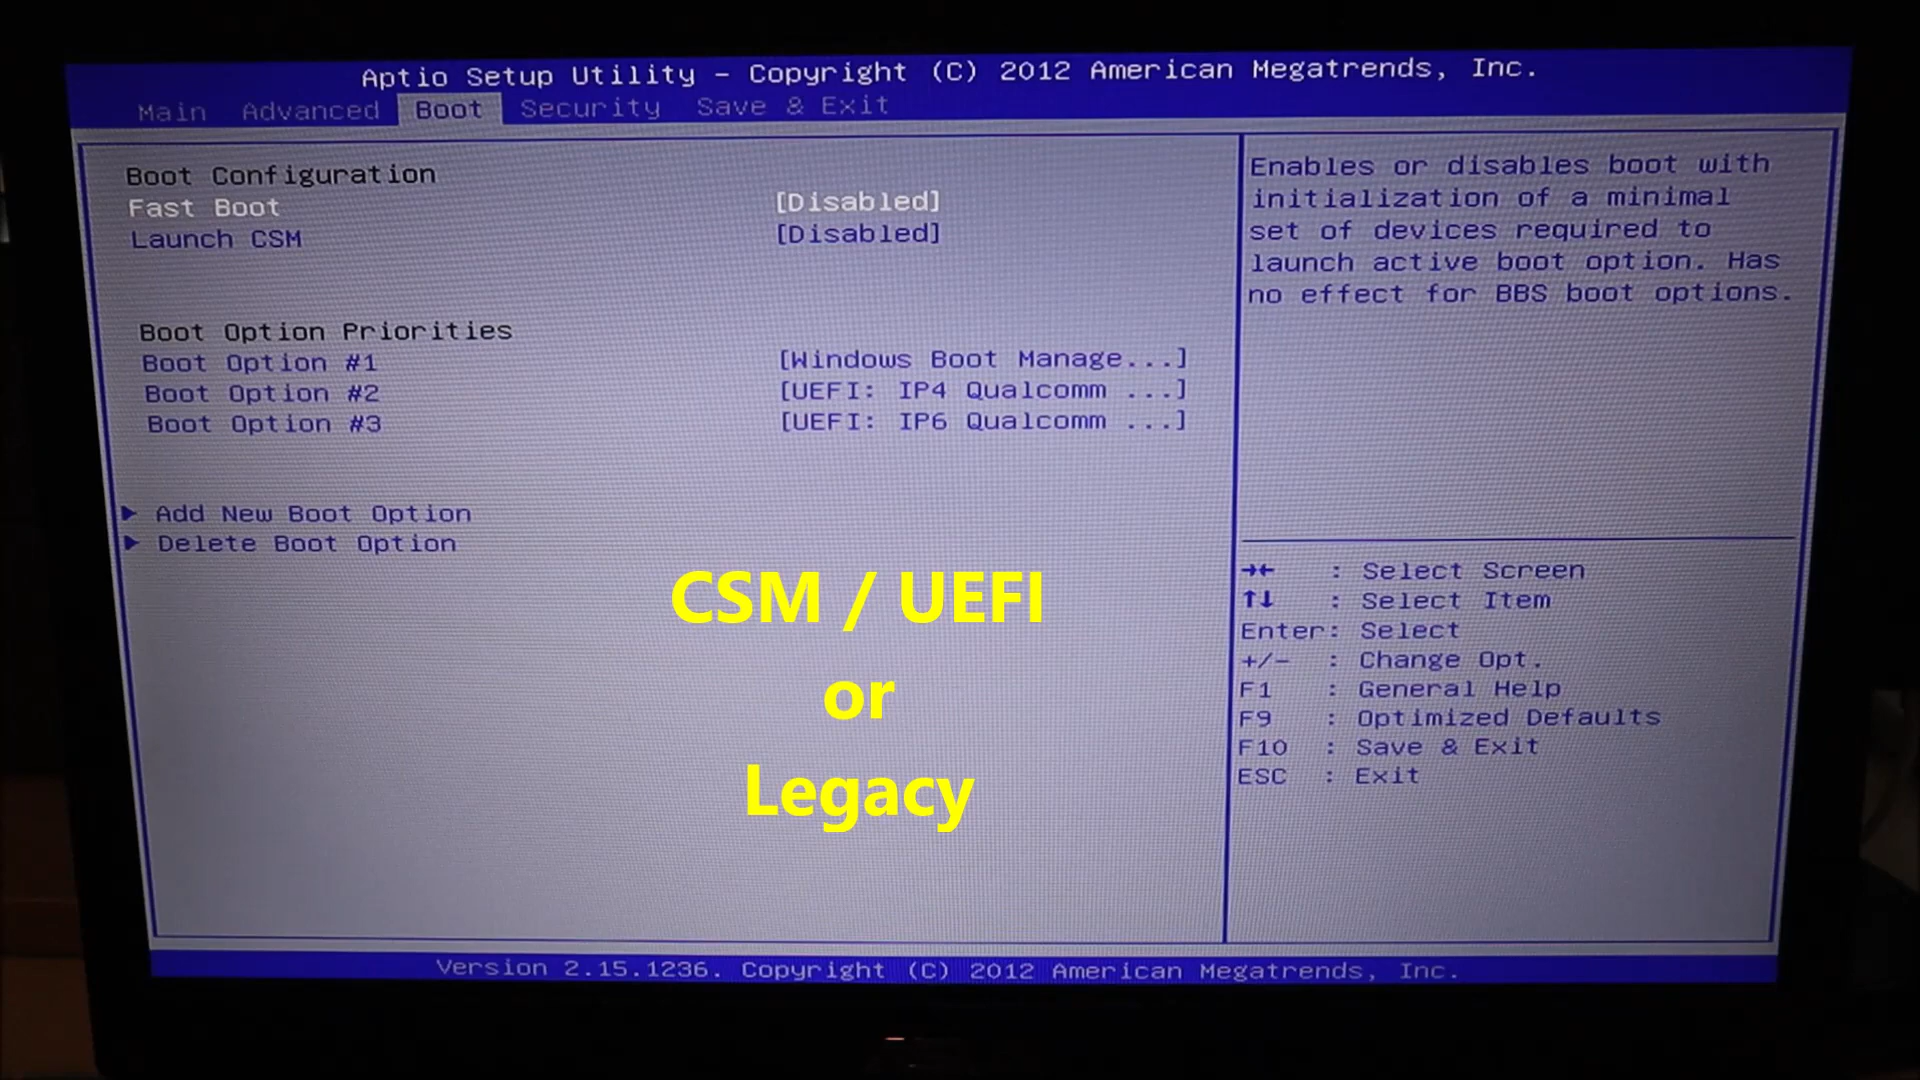 Aptio Setup Utility - Copyright (C) 2012 American Megatrends, Inc.
Main Advanced Boot Security Save & Exit
Boot Configuration
Fast Boot [Disabled]
Launch CSM [Disabled]
Boot Option Priorities
Boot Option #1 [Windows Boot Manage...]
Boot Option #2 [UEFI: IP4 Qualcomm ...]
Boot Option #3 [UEFI: IP6 Qualcomm ...]
Add New Boot Option
Delete Boot Option
CSM / UEFI
or
Legacy
Enables or disables boot with
initialization of a minimal
set of devices required to
launch active boot option. Has
no effect for BBS boot options.
→← : Select Screen
↑↓ : Select Item
Enter: Select
+/- : Change Opt.
F1 : General Help
F9 : Optimized Defaults
F10 : Save & Exit
ESC : Exit
Version 2.15.1236. Copyright (C) 2012 American Megatrends, Inc.